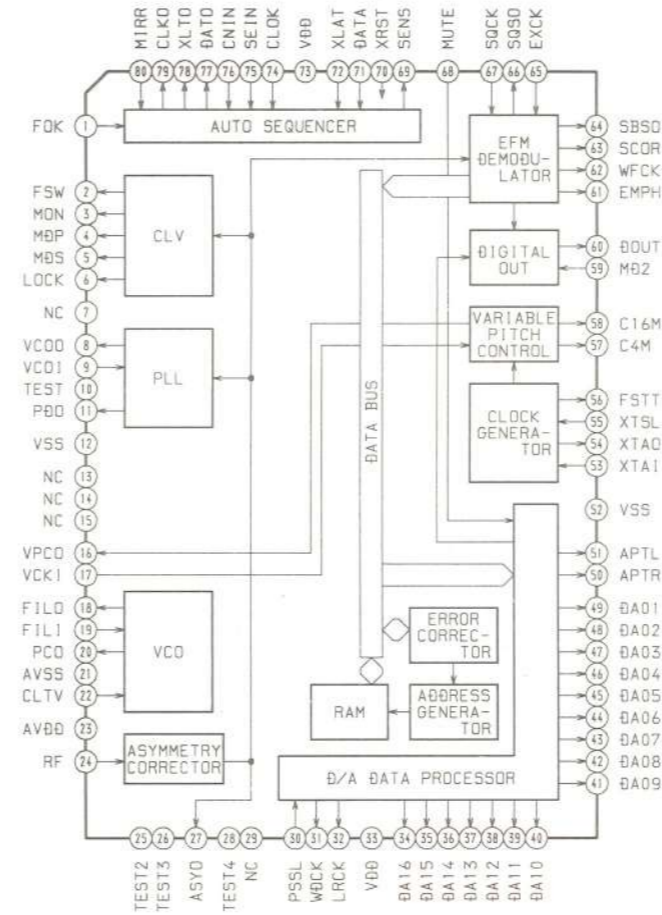 MIRR
CLKO
XLTO
DATO
CNIN
SEIN
CLOK
VDD
XLAT
DATA
XRST
SENS
MUTE
SQCK
SQSO
EXCK
80
79
78
77
76
75
74
73
72
71
70
69
68
67
66
65
FOK
1
AUTO SEQUENCER
EFM
DEMODU-
LATOR
64
SBSO
63
SCOR
62
WFCK
61
EMPH
FSW
2
MON
3
MDP
4
MDS
5
LOCK
6
CLV
DIGITAL
OUT
60
DOUT
59
MD2
NC
7
VCOO
8
VCOI
9
TEST
10
PDO
11
PLL
VARIABLE
PITCH
CONTROL
58
C16M
57
C4M
DATA BUS
CLOCK
GENERA-
TOR
56
FSTT
55
XTSL
54
XTAO
53
XTAI
VSS
12
NC
13
NC
14
NC
15
52
VSS
VPCO
16
VCKI
17
51
APTL
50
APTR
FILO
18
FILI
19
PCO
20
AVSS
21
CLTV
22
VCO
ERROR
CORREC-
TOR
RAM
ADDRESS
GENERA-
TOR
49
DA01
48
DA02
47
DA03
46
DA04
45
DA05
44
DA06
43
DA07
42
DA08
41
DA09
AVDD
23
RF
24
ASYMMETRY
CORRECTOR
D/A DATA PROCESSOR
25
26
27
28
29
30
31
32
33
34
35
36
37
38
39
40
TEST2
TEST3
ASYO
TEST4
NC
PSSL
WDCK
LRCK
VDD
DA16
DA15
DA14
DA13
DA12
DA11
DA10